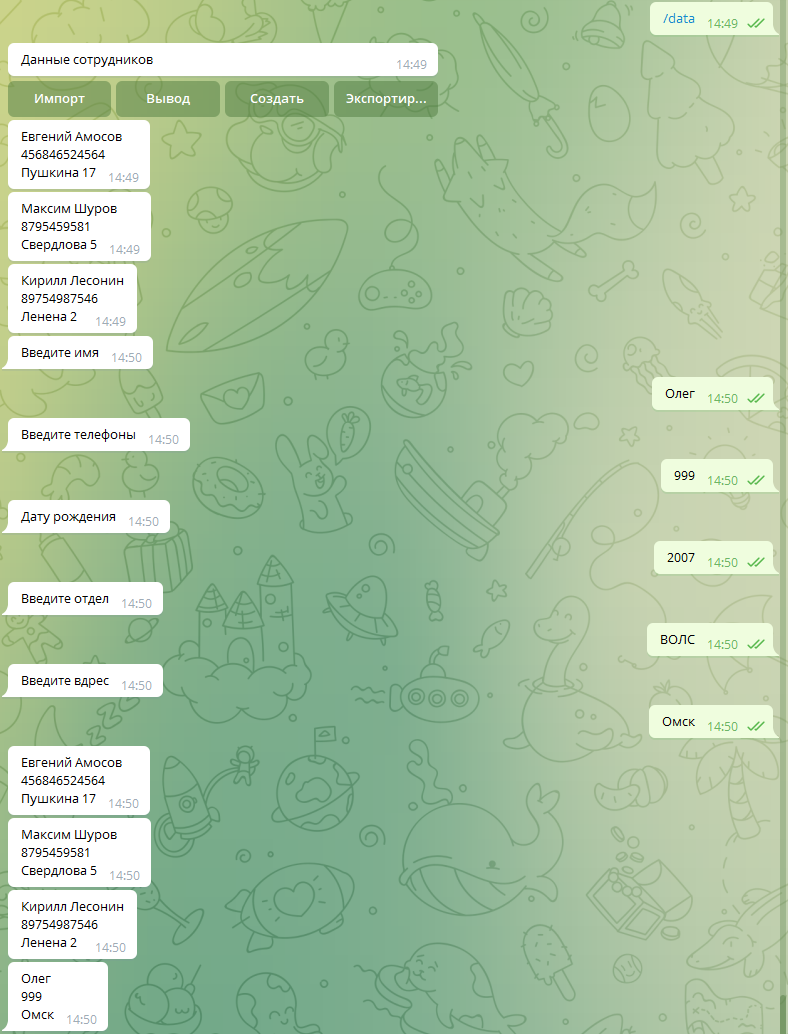 /data 14:49
Данные сотрудников 14:49
Импорт Вывод Создать Экспортир...
Евгений Амосов
456846524564
Пушкина 17 14:49
Максим Шуров
8795459581
Свердлова 5 14:49
Кирилл Лесонин
89754987546
Ленена 2 14:49
Введите имя 14:50
Олег 14:50
Введите телефоны 14:50
999 14:50
Дату рождения 14:50
2007 14:50
Введите отдел 14:50
ВОЛС 14:50
Введите вдрес 14:50
Омск 14:50
Евгений Амосов
456846524564
Пушкина 17 14:50
Максим Шуров
8795459581
Свердлова 5 14:50
Кирилл Лесонин
89754987546
Ленена 2 14:50
Олег
999
Омск 14:50